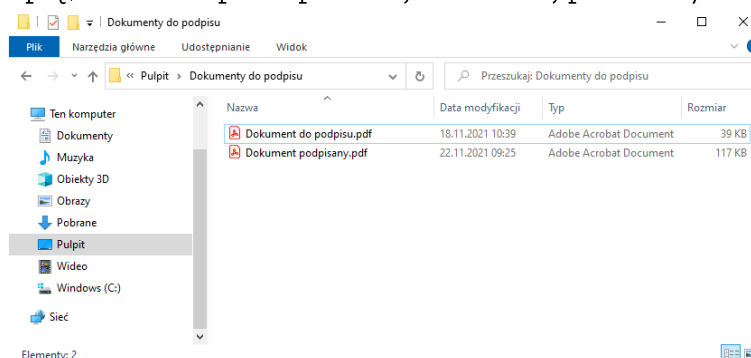 Dokumenty do podpisu
Plik Narzędzia główne Udostępnianie Widok
« Pulpit › Dokumenty do podpisu Przeszukaj: Dokumenty do podpisu
Nazwa Data modyfikacji Typ Rozmiar
Ten komputer
Dokumenty
Muzyka
Obiekty 3D
Obrazy
Pobrane
Pulpit
Wideo
Windows (C:)
Sieć
Dokument do podpisu.pdf 18.11.2021 10:39 Adobe Acrobat Document 39 KB
Dokument podpisany.pdf 22.11.2021 09:25 Adobe Acrobat Document 117 KB
Elementy: 2